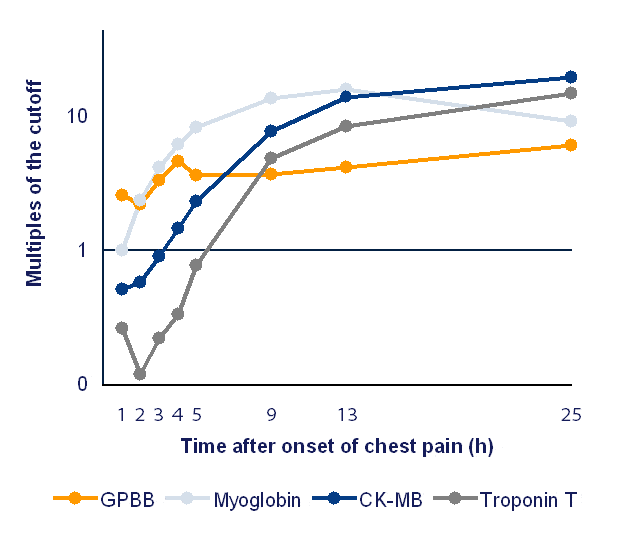 Multiples of the cutoff
10
1
0
1 2 3 4 5 9 13 25
Time after onset of chest pain (h)
GPBB Myoglobin CK-MB Troponin T